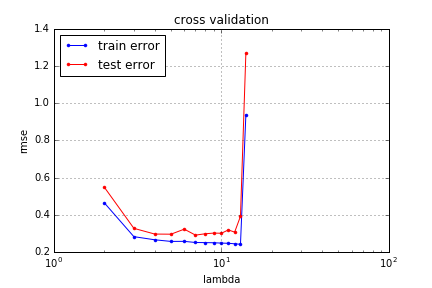 cross validation
1.4
1.2
1.0
0.8
0.6
0.4
0.2
rmse
train error
test error
10^0
10^1
10^2
lambda